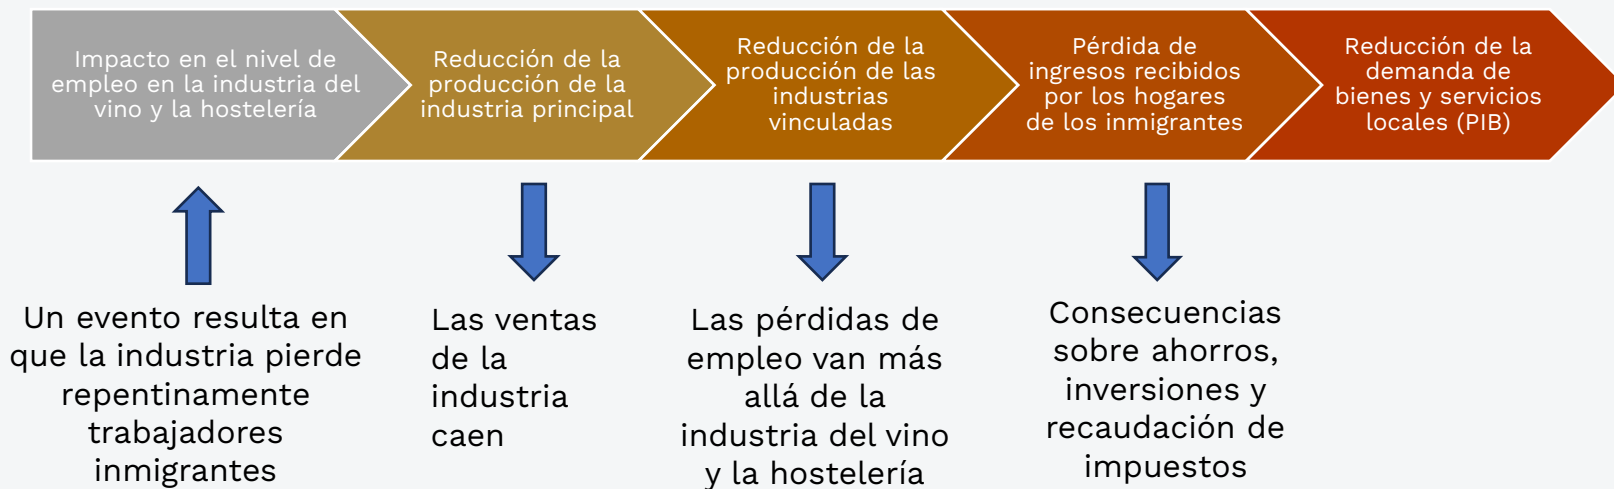 Impacto en el nivel de
empleo en la industria del
vino y la hostelería
Reducción de la
producción de la
industria principal
Reducción de la
producción de las
industrias
vinculadas
Pérdida de
ingresos recibidos
por los hogares
de los inmigrantes
Reducción de la
demanda de
bienes y servicios
locales (PIB)
Un evento resulta en
que la industria pierde
repentinamente
trabajadores
inmigrantes
Las ventas
de la
industria
caen
Las pérdidas de
empleo van más
allá de la
industria del vino
y la hostelería
Consecuencias
sobre ahorros,
inversiones y
recaudación de
impuestos